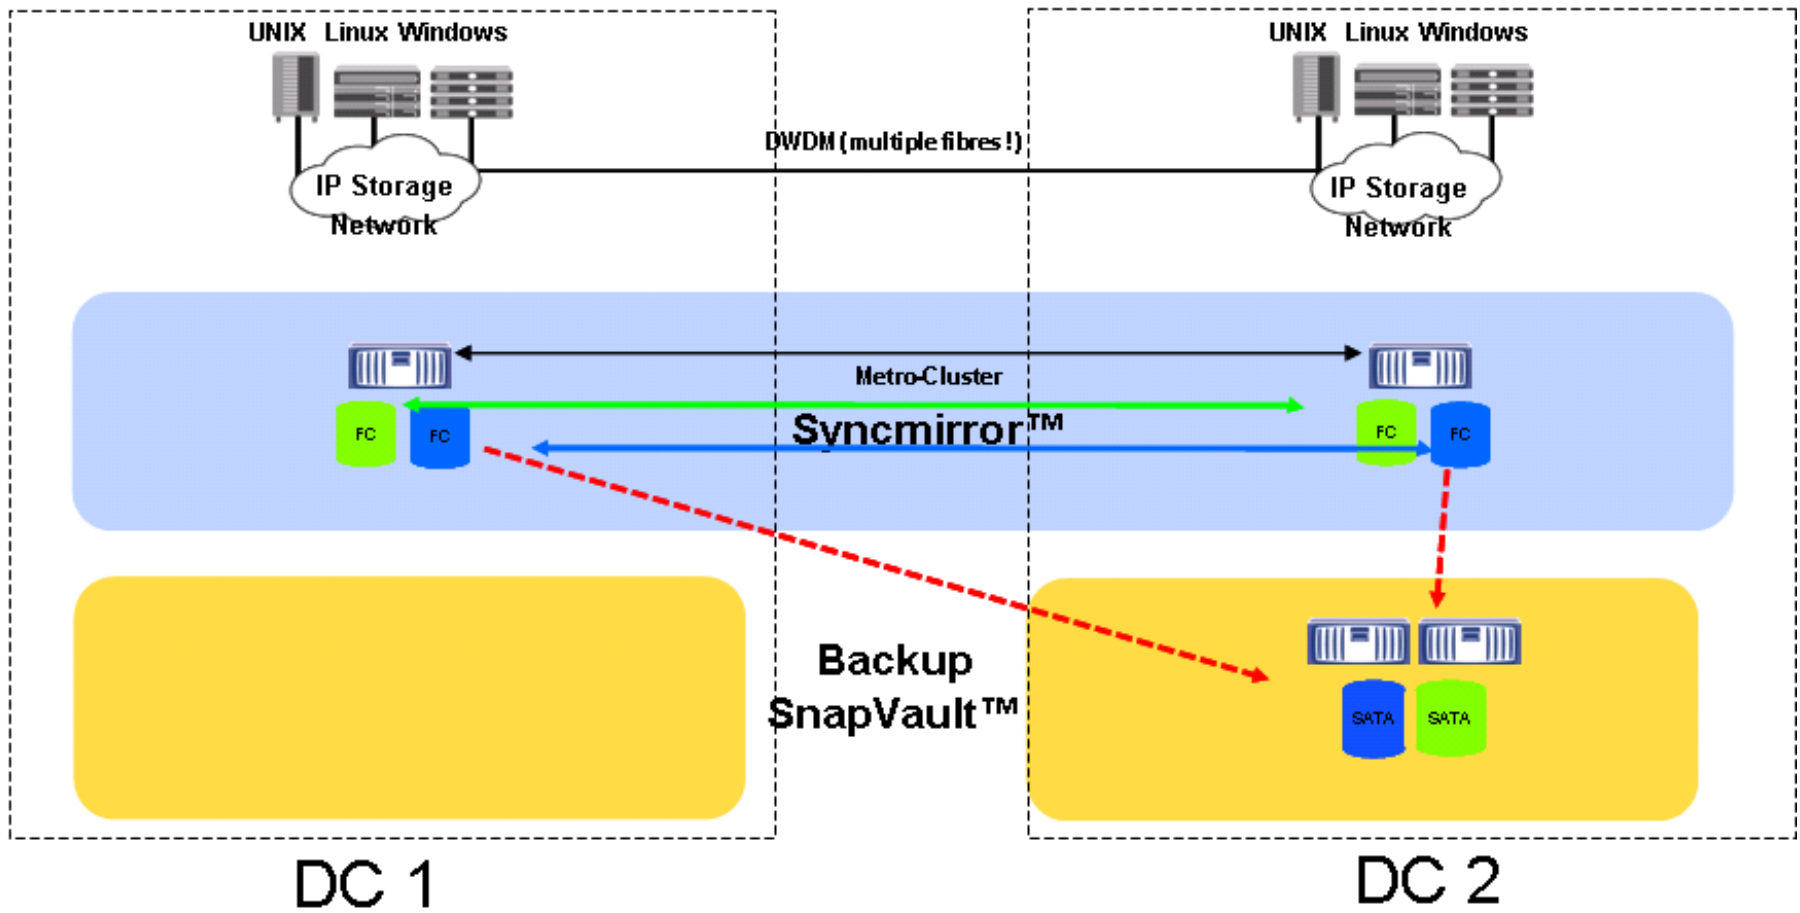 UNIX Linux Windows
UNIX Linux Windows
DWDM (multiple fibres!)
IP Storage
Network
IP Storage
Network
Metro-Cluster
Syncmirror™
FC
FC
FC
FC
Backup
SnapVault™
SATA
SATA
DC 1
DC 2